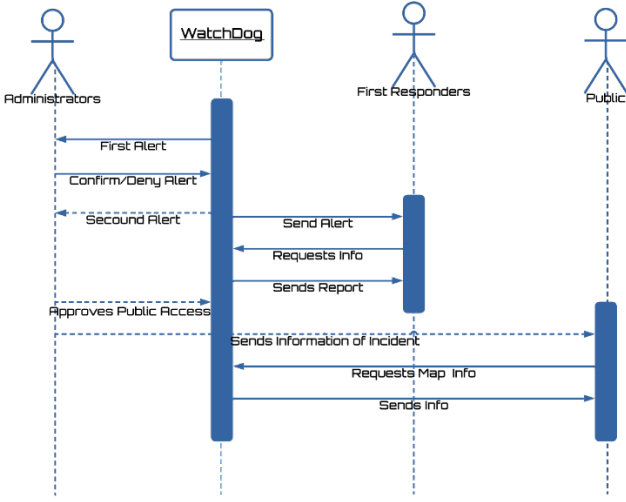 WatchDog
Administrators
First Responders
Public
First Alert
Confirm/Deny Alert
Secound Alert
Send Alert
Requests Info
Sends Report
Approves Public Access
Sends Information of Incident
Requests Map Info
Sends Info